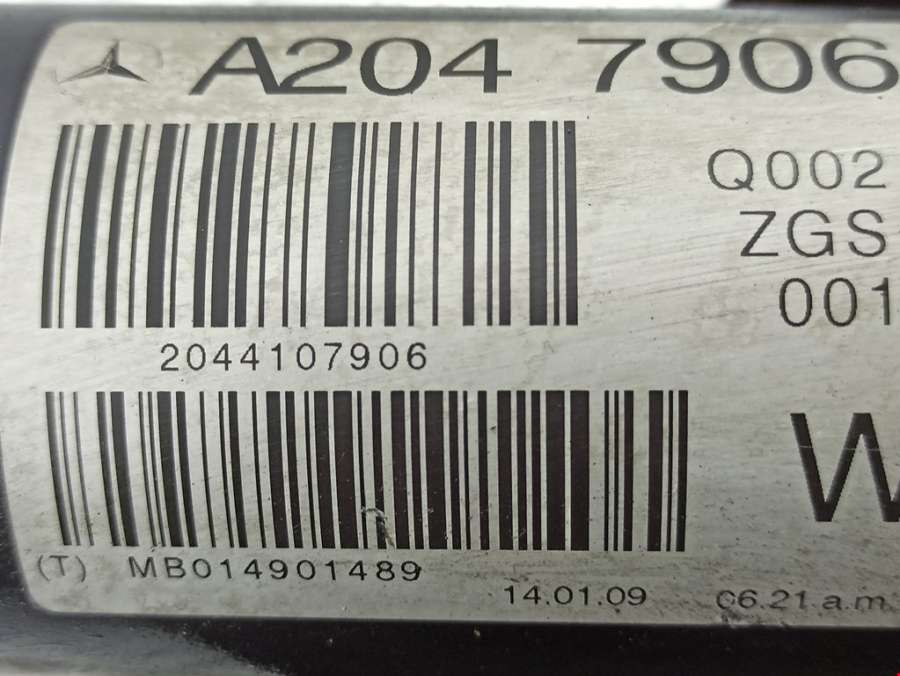 A204 7906
Q002
ZGS
001
2044107906
W
(T) MB014901489
14.01.09 06.21 a.m.